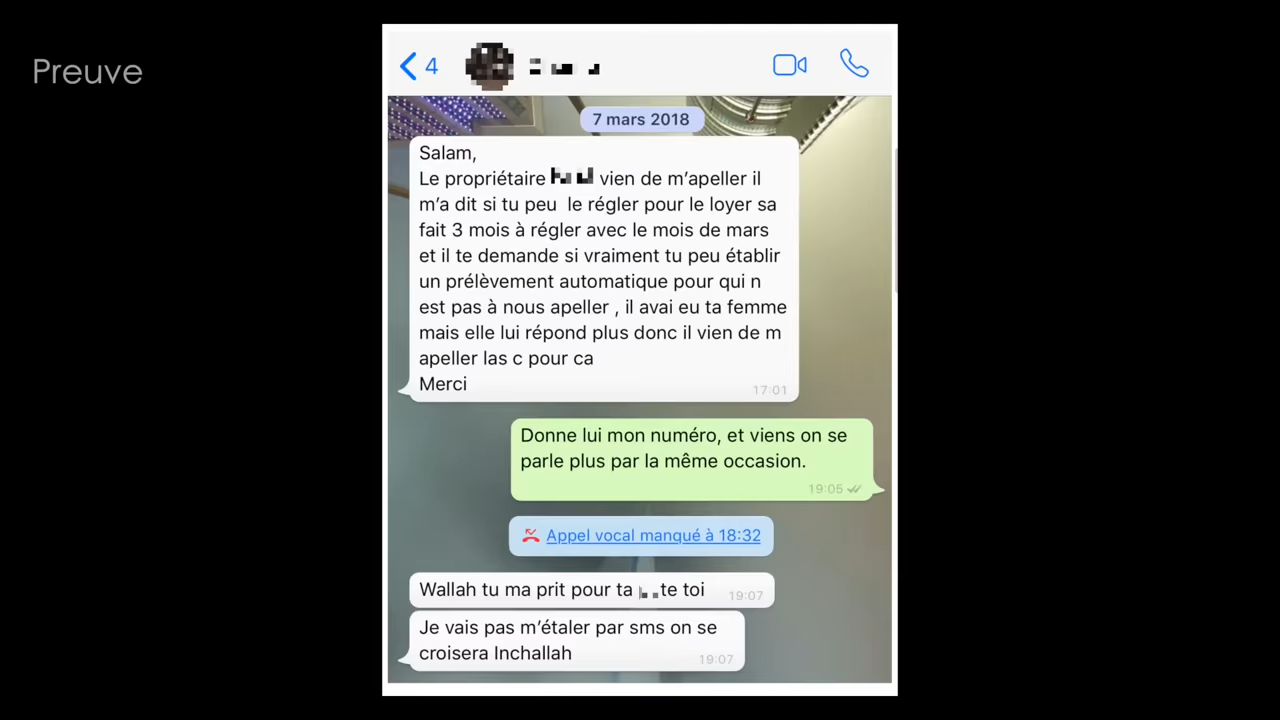 Preuve
4
7 mars 2018
Salam,
Le propriétaire vien de m’apeller il
m’a dit si tu peu le régler pour le loyer sa
fait 3 mois à régler avec le mois de mars
et il te demande si vraiment tu peu établir
un prélèvement automatique pour qui n
est pas à nous apeller , il avai eu ta femme
mais elle lui répond plus donc il vien de m
apeller las c pour ca
Merci
17:01
Donne lui mon numéro, et viens on se
parle plus par la même occasion.
19:05
Appel vocal manqué à 18:32
Wallah tu ma prit pour ta te toi
19:07
Je vais pas m’étaler par sms on se
croisera Inchallah
19:07